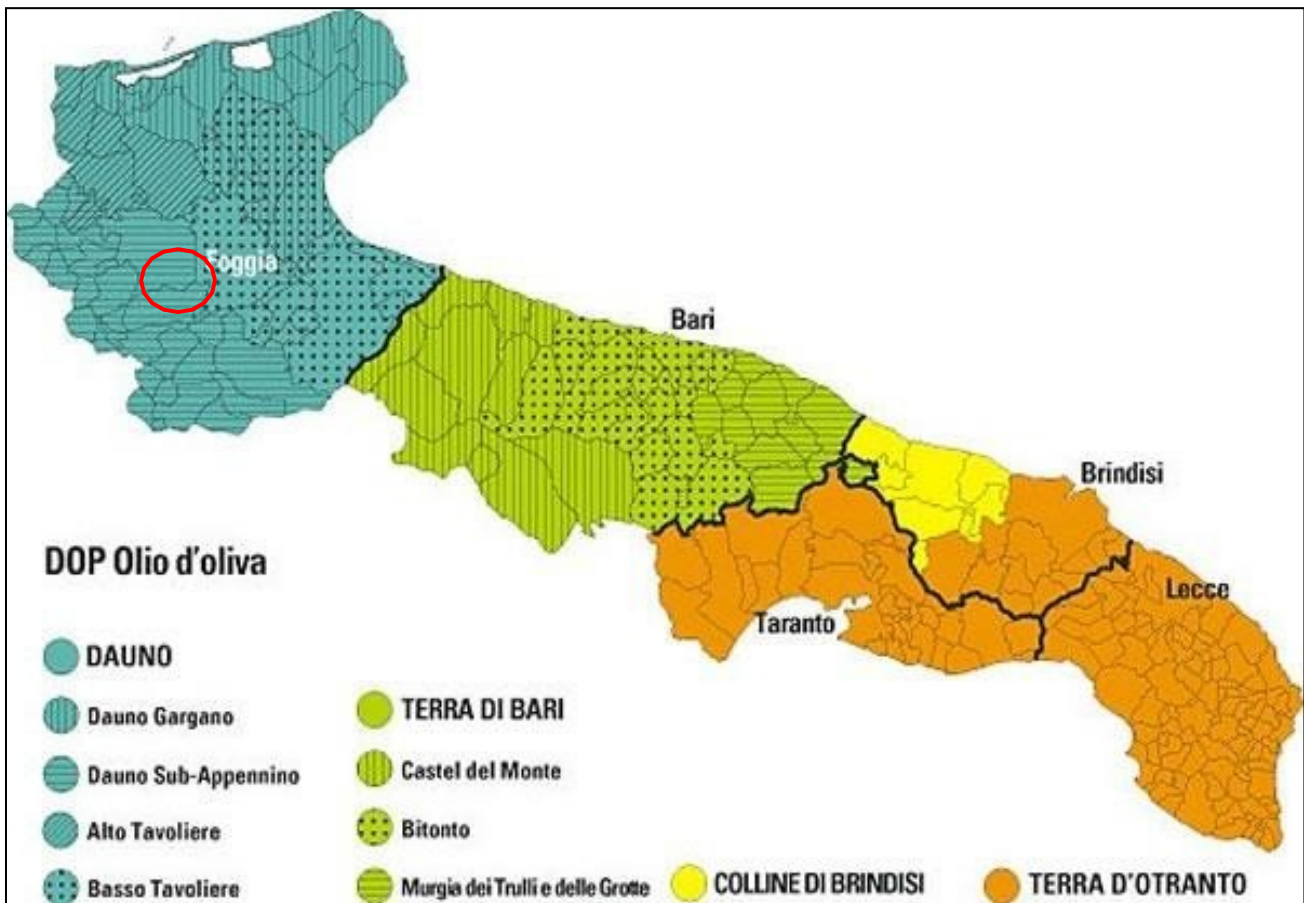 Foggia
Bari
Brindisi
Lecce
Taranto
DOP Olio d'oliva
DAUNO
Dauno Gargano
Dauno Sub-Appennino
Alto Tavoliere
Basso Tavoliere
TERRA DI BARI
Castel del Monte
Bitonto
Murgia dei Trulli e delle Grotte
COLLINE DI BRINDISI
TERRA D'OTRANTO